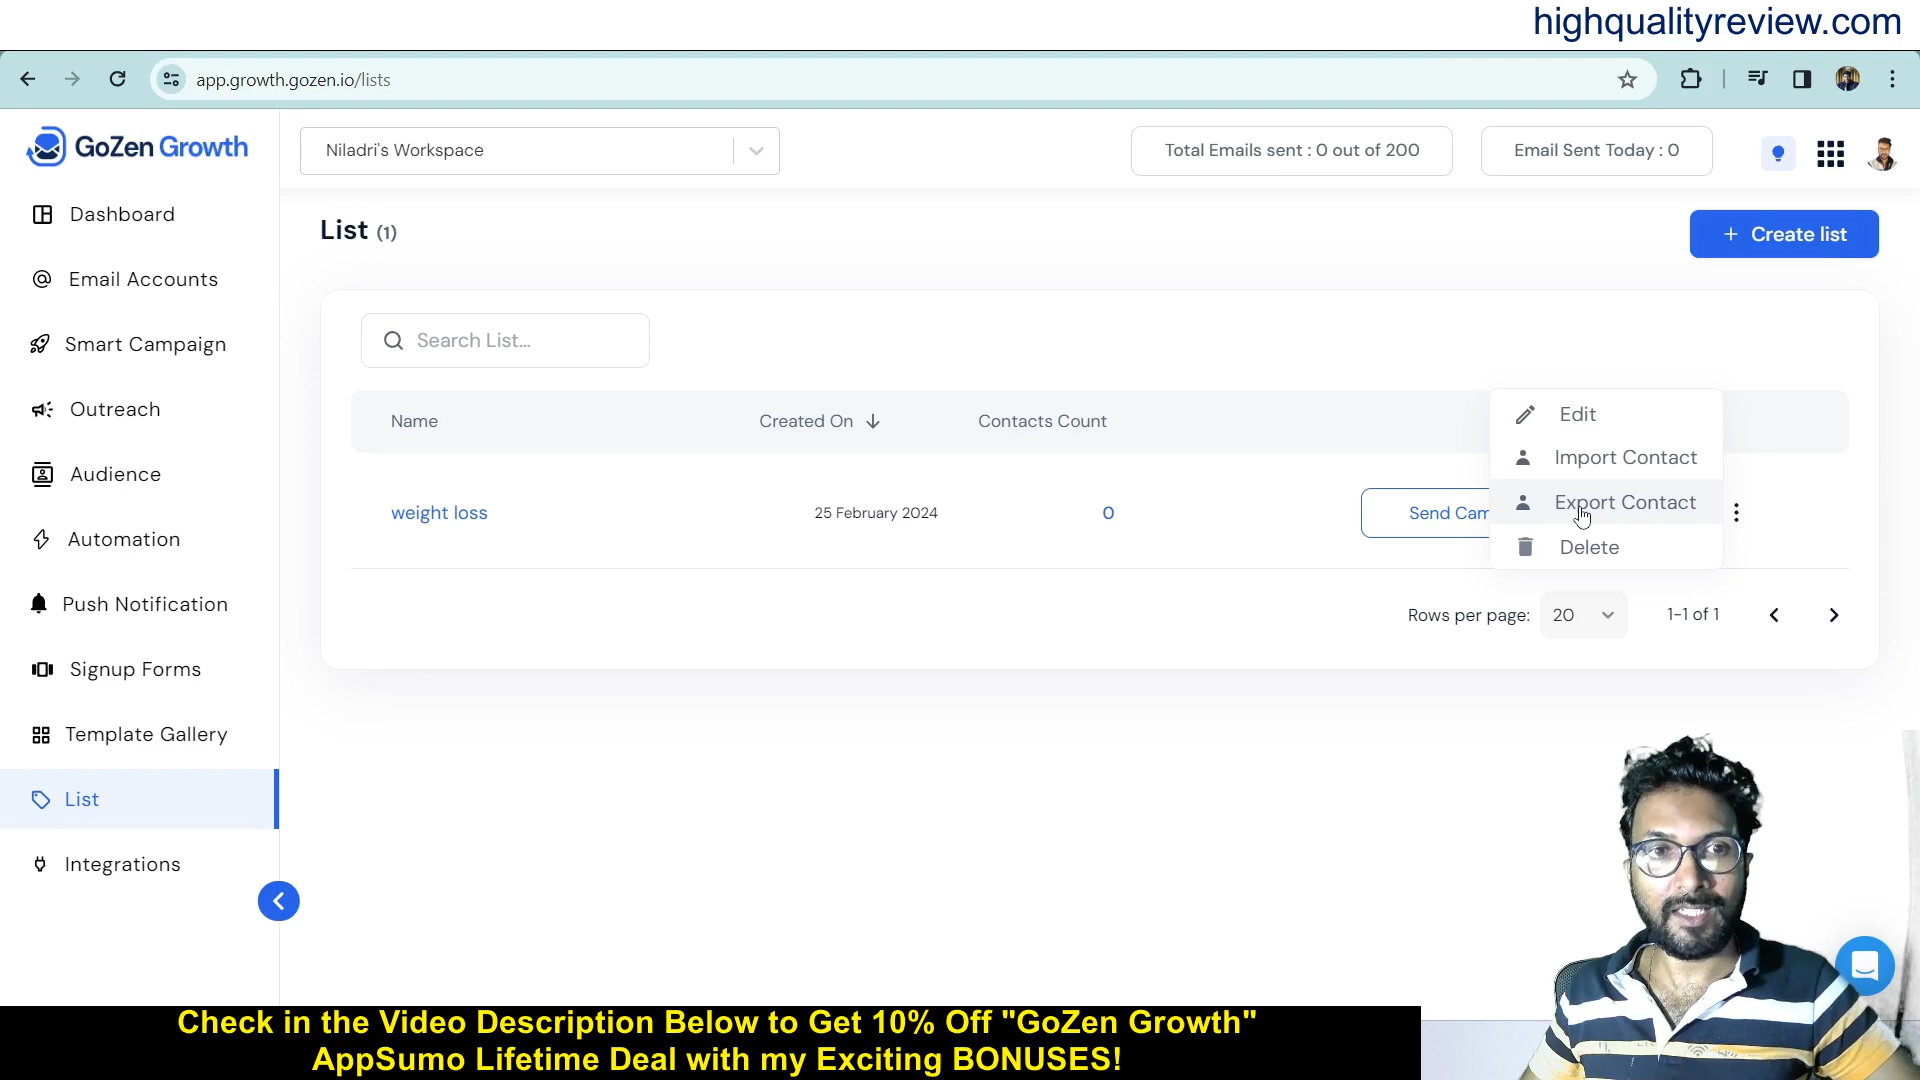 highqualityreview.com
app.growth.gozen.io/lists
GoZen Growth
Niladri's Workspace
Total Emails sent : 0 out of 200
Email Sent Today : 0
Dashboard
Email Accounts
Smart Campaign
Outreach
Audience
Automation
Push Notification
Signup Forms
Template Gallery
List
Integrations
List (1)
+ Create list
Search List...
Name
Created On
Contacts Count
weight loss
25 February 2024
0
Send Cam
Edit
Import Contact
Export Contact
Delete
Rows per page: 20
1-1 of 1
Check in the Video Description Below to Get 10% Off "GoZen Growth"
AppSumo Lifetime Deal with my Exciting BONUSES!